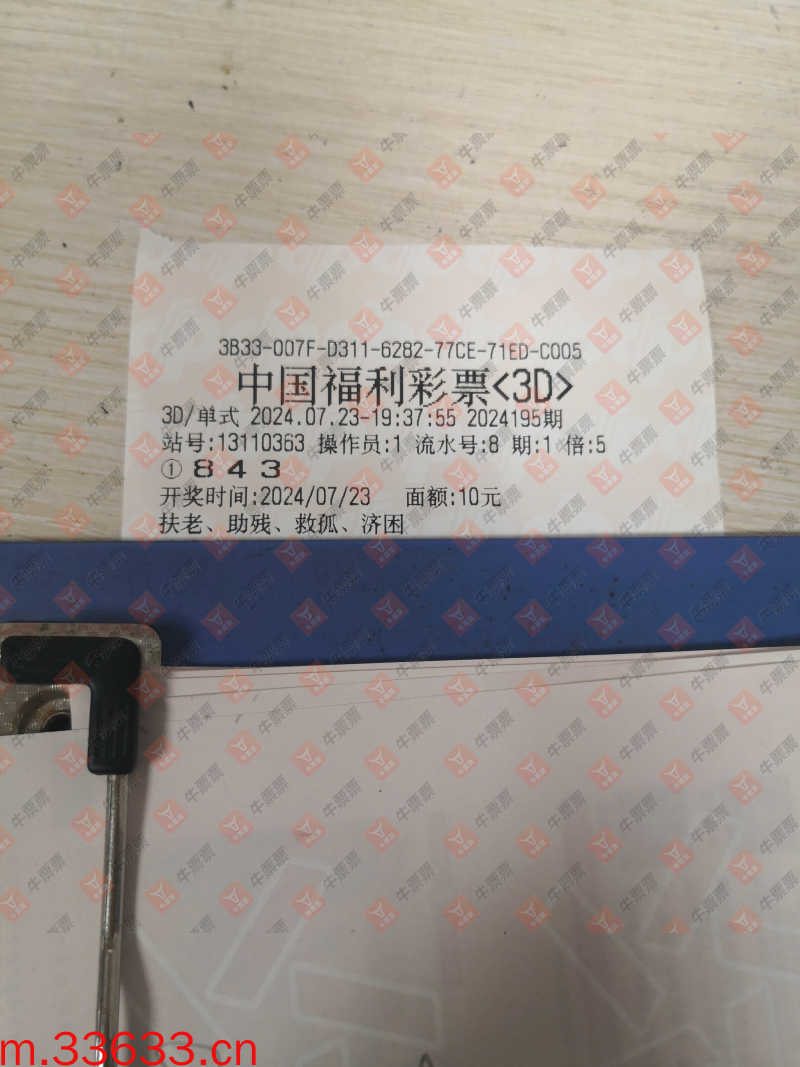 3B33-007F-D311-6282-77CE-71ED-C005
中国福利彩票<3D>
3D/单式 2024.07.23-19:37:55 2024195期
站号:13110363 操作员:1 流水号:8 期:1 倍:5
① 8 4 3
开奖时间:2024/07/23 面额:10元
扶老、助残、救孤、济困
牛票票
m.33633.cn